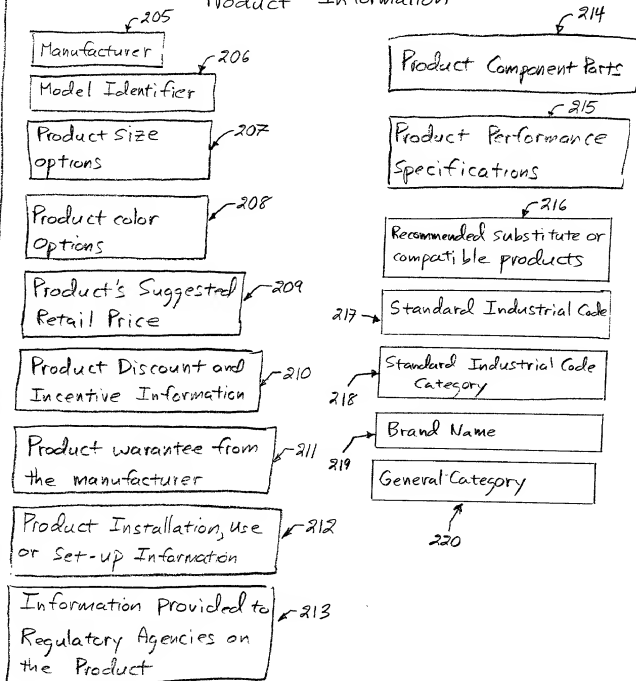 Product Information
205
Manufacturer
206
Model Identifier
207
Product size
options
208
Product color
Options
209
Product's Suggested
Retail Price
210
Product Discount and
Incentive Information
211
Product warantee from
the manufacturer
212
Product Installation, use
or Set-up Information
213
Information provided to
Regulatory Agencies on
the Product
214
Product Component Parts
215
Product Performance
Specifications
216
Recommended substitute or
compatible products
217
Standard Industrial Code
218
Standard Industrial Code
Category
219
Brand Name
General Category
220